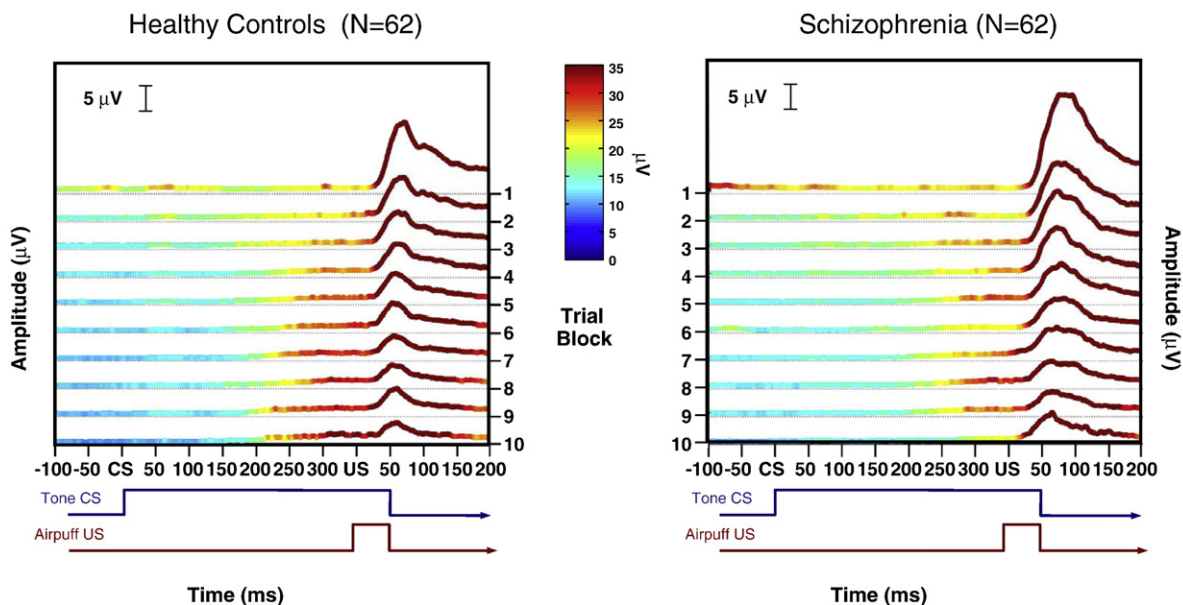 Healthy Controls (N=62)
Schizophrenia (N=62)
5 μV
35
30
25
20
15
10
5
0
μV
5 μV
Amplitude (μV)
1
2
3
4
5
6
7
8
9
10
Trial
Block
1
2
3
4
5
6
7
8
9
10
Amplitude (μV)
-100 -50 CS 50 100 150 200 250 300 US 50 100 150 200
-100 -50 CS 50 100 150 200 250 300 US 50 100 150 200
Tone CS
Airpuff US
Tone CS
Airpuff US
Time (ms)
Time (ms)